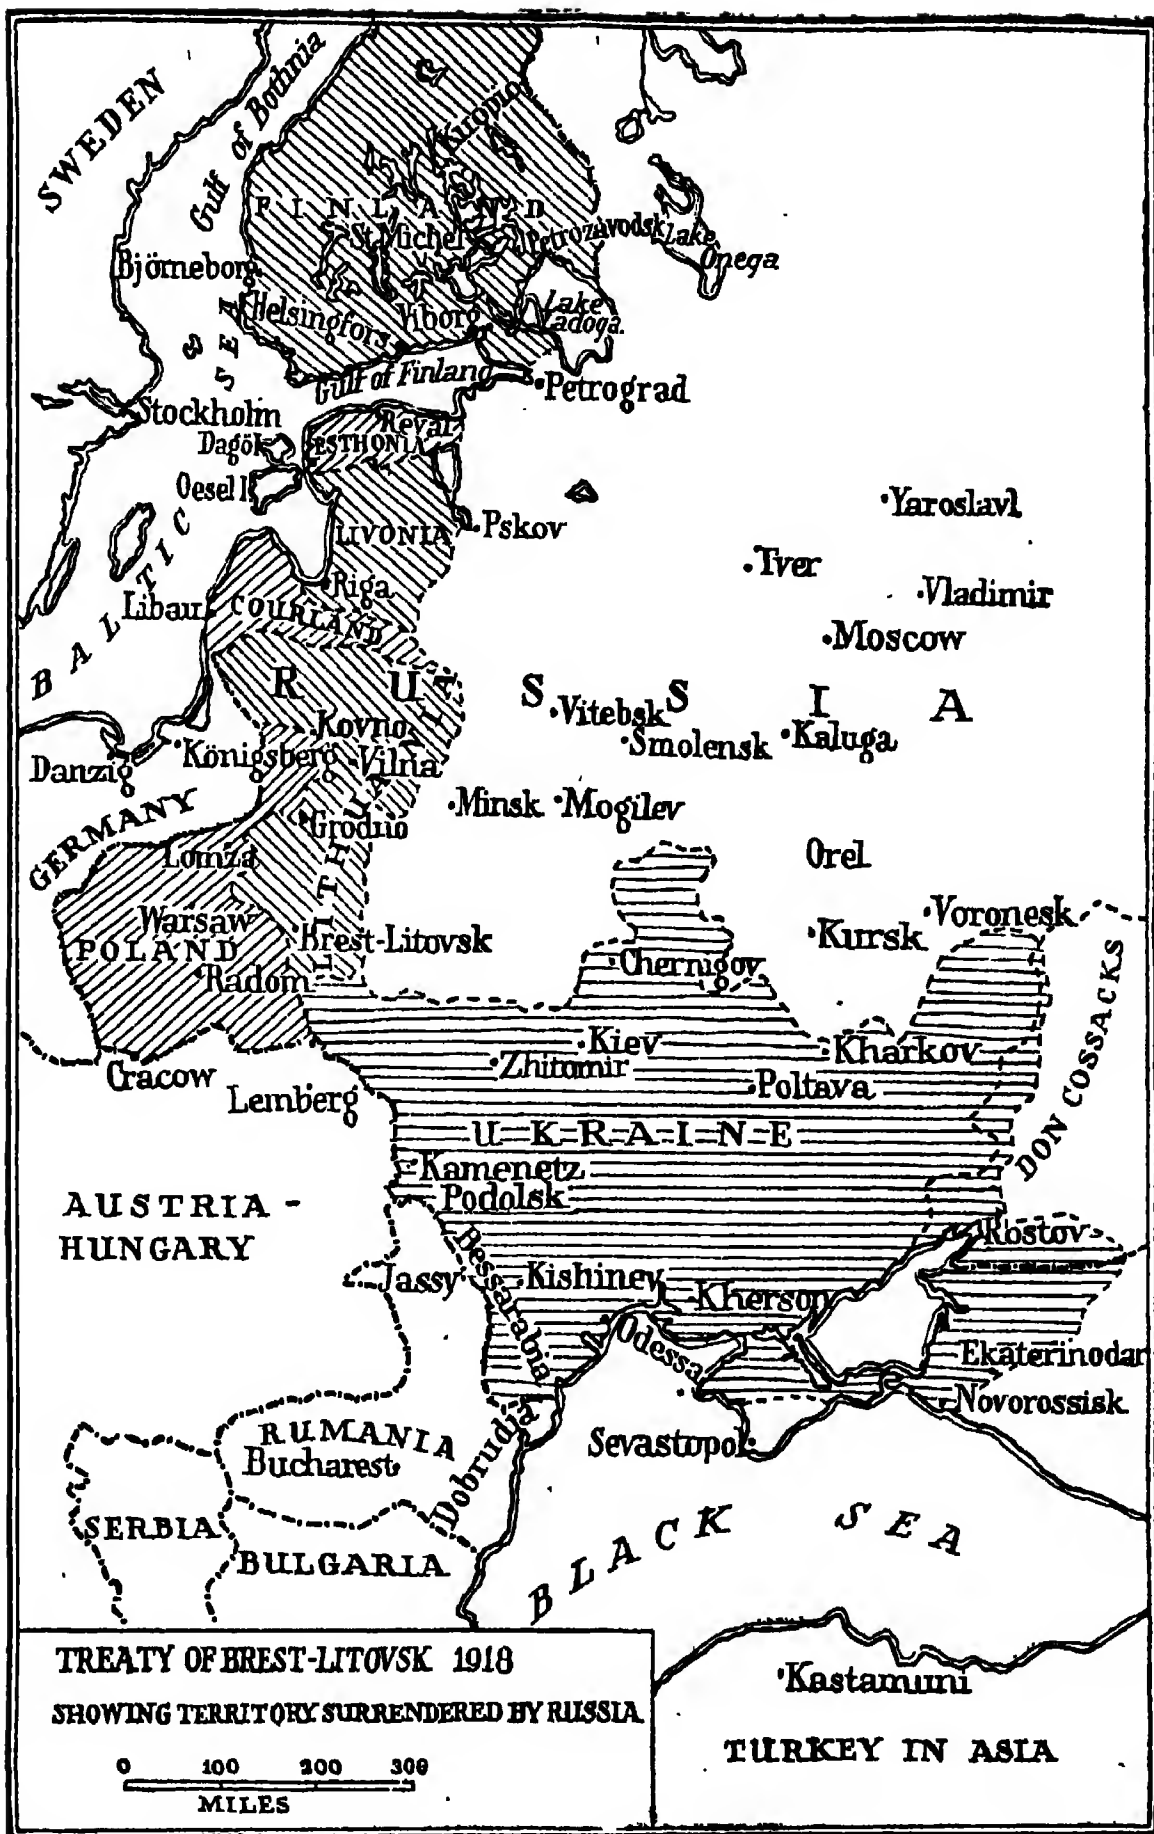 SWEDEN
Gulf of Bothnia
Kuopio
FINLAND
St. Michel
Petrozavodsk
Lake Onega
Björneborg
Helsingfors
Viborg
Lake Ladoga.
Gulf of Finland
Petrograd
Stockholm
Reval
Dagö I.
ESTHONIA
Oesel I.
BALTIC SEA
LIVONIA
Pskov
Yaroslavl
Tver
Riga
Vladimir
Libau
COURLAND
Moscow
RUSSIA
Vitebsk
Kovno
Smolensk
Kaluga
Danzig
Königsberg
Vilna
LITHUANIA
Minsk
Mogilev
GERMANY
Grodno
Lomza
Orel
Warsaw
Voronesk
POLAND
Brest-Litovsk
Kursk
Radom
Chernigov
DON COSSACKS
Kiev
Kharkov
Cracow
Zhitomir
Lemberg
Poltava
UKRAINE
Kamenetz
Podolsk
AUSTRIA-
HUNGARY
Rostov
Bessarabia
Jassy
Kishinev
Kherson
Odessa
Ekaterinodar
Novorossisk
RUMANIA
Bucharest
Dobrudja
Sevastopol
SERBIA
BULGARIA
BLACK SEA
TREATY OF BREST-LITOVSK 1918
SHOWING TERRITORY SURRENDERED BY RUSSIA
0 100 200 300
MILES
Kastamuni
TURKEY IN ASIA